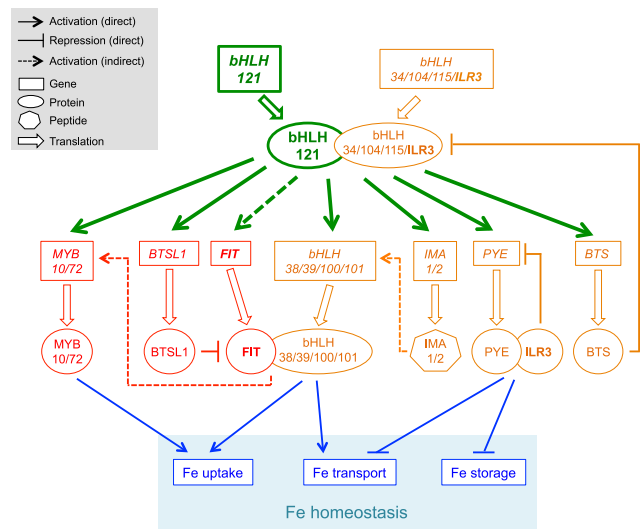 Activation (direct)
Repression (direct)
Activation (indirect)
Gene
Protein
Peptide
Translation
bHLH
121
bHLH
34/104/115/ILR3
bHLH
121
bHLH
34/104/115/ILR3
MYB
10/72
BTSL1
FIT
bHLH
38/39/100/101
IMA
1/2
PYE
BTS
MYB
10/72
BTSL1
FIT
bHLH
38/39/100/101
IMA
1/2
PYE
ILR3
BTS
Fe uptake
Fe transport
Fe storage
Fe homeostasis